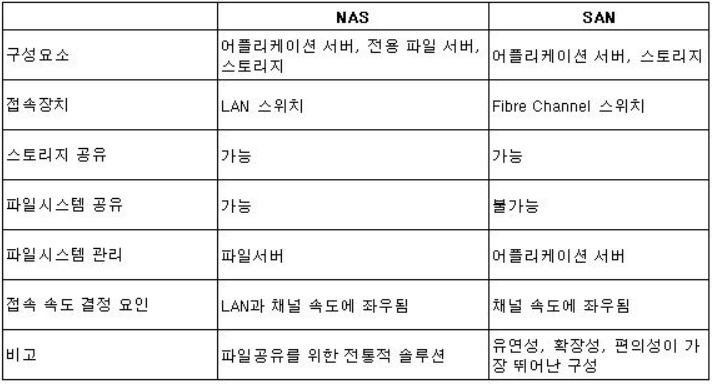 NAS SAN
구성요소 어플리케이션 서버, 전용 파일 서버, 스토리지 어플리케이션 서버, 스토리지
접속장치 LAN 스위치 Fibre Channel 스위치
스토리지 공유 가능 가능
파일시스템 공유 가능 불가능
파일시스템 관리 파일서버 어플리케이션 서버
접속 속도 결정 요인 LAN과 채널 속도에 좌우됨 채널 속도에 좌우됨
비고 파일공유를 위한 전통적 솔루션 유연성, 확장성, 편의성이 가장 뛰어난 구성